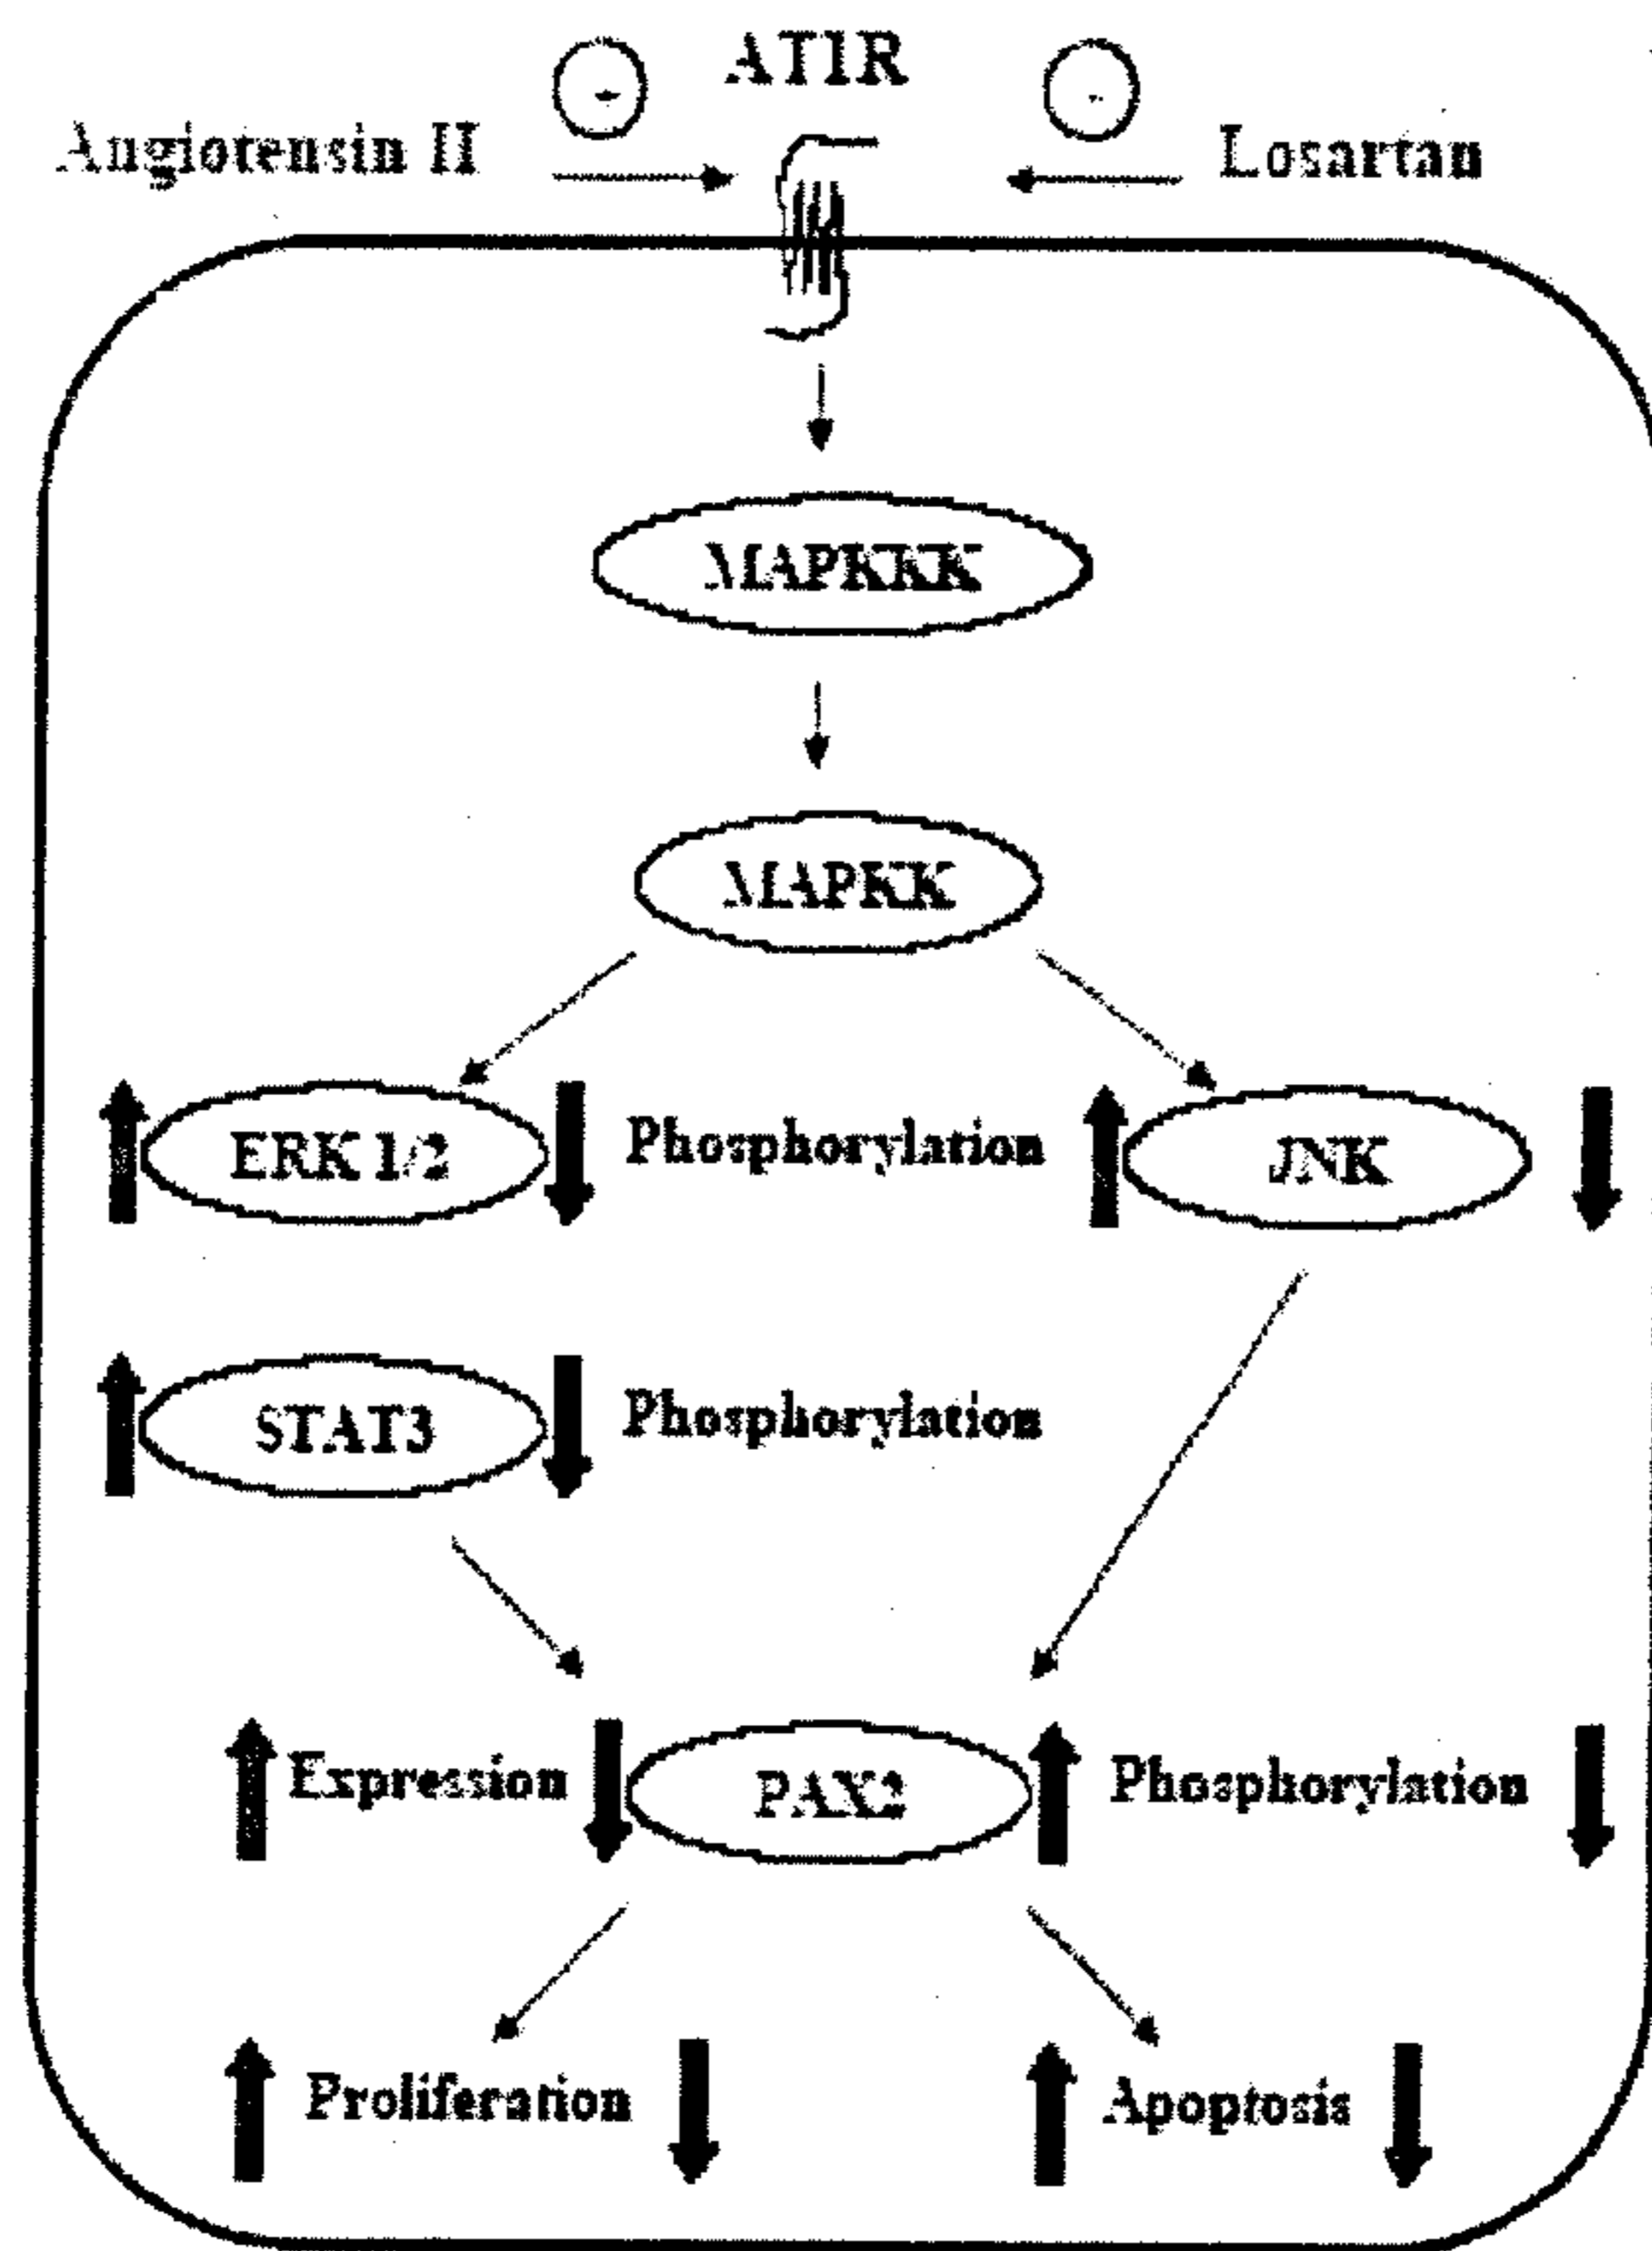 AT1R
Angiotensin II
Losartan
MAPKKK
MAPKK
ERK 1/2 Phosphorylation JNK
STAT3 Phosphorylation
Expression PAX2 Phosphorylation
Proliferation Apoptosis